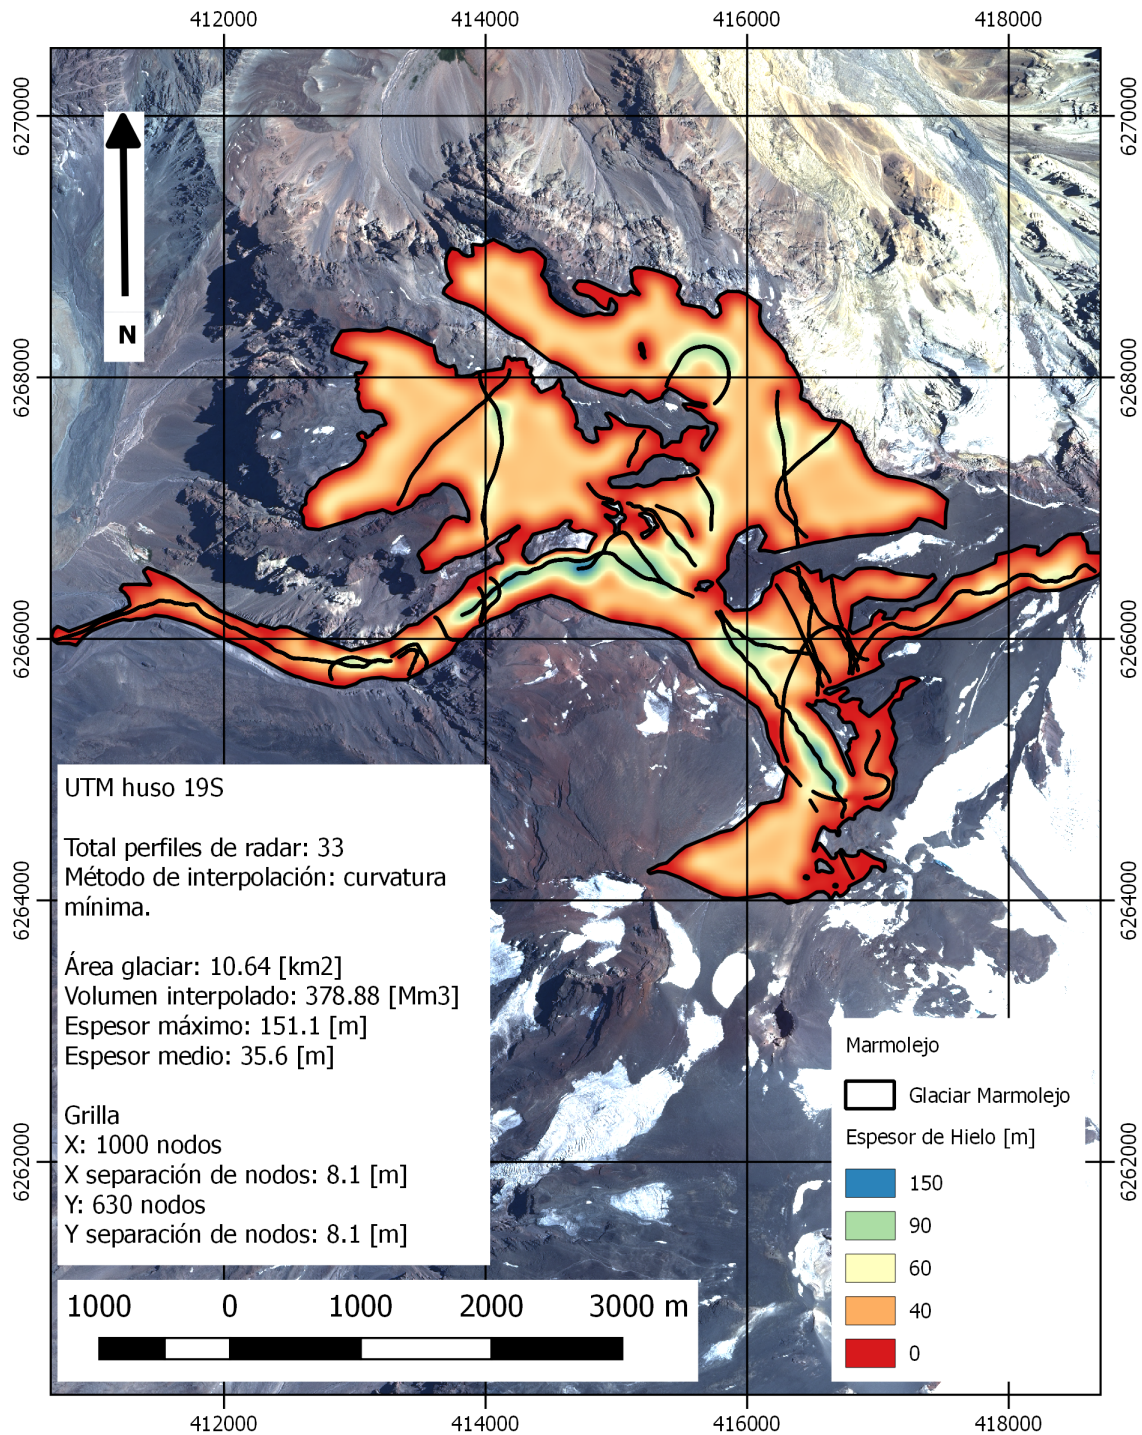 412000
414000
416000
418000
6270000
6270000
N
6268000
6268000
6266000
6266000
UTM huso 19S
Total perfiles de radar: 33
Método de interpolación: curvatura
mínima.
6264000
6264000
Área glaciar: 10.64 [km2]
Volumen interpolado: 378.88 [Mm3]
Espesor máximo: 151.1 [m]
Espesor medio: 35.6 [m]
Grilla
X: 1000 nodos
X separación de nodos: 8.1 [m]
Y: 630 nodos
Y separación de nodos: 8.1 [m]
6262000
6262000
Marmolejo
Glaciar Marmolejo
Espesor de Hielo [m]
150
90
60
40
0
1000 0 1000 2000 3000 m
412000
414000
416000
418000